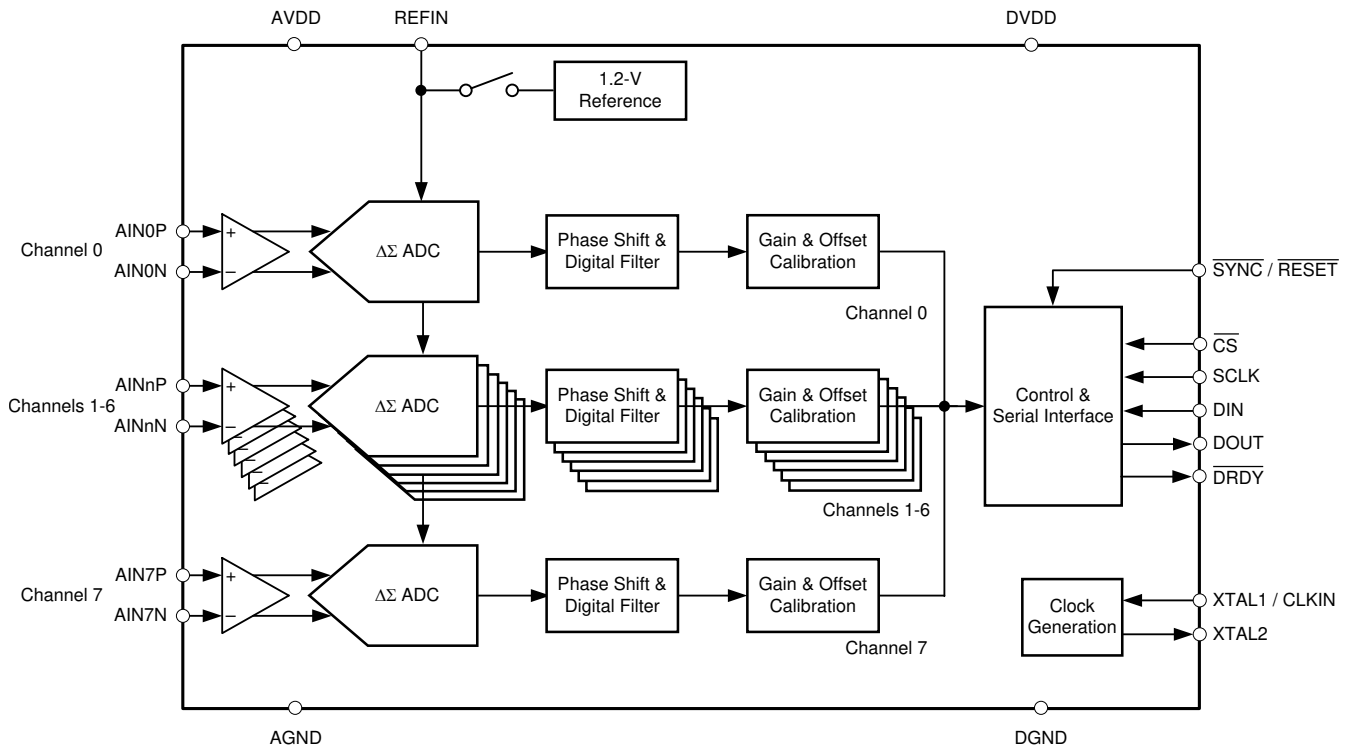 AVDD
REFIN
DVDD
1.2-V
Reference
Channel 0
AIN0P
AIN0N
+
−
ΔΣ ADC
Phase Shift &
Digital Filter
Gain & Offset
Calibration
Channel 0
SYNC / RESET
Channels 1-6
AINnP
AINnN
+
−
−
−
−
−
−
ΔΣ ADC
Phase Shift &
Digital Filter
Gain & Offset
Calibration
Channels 1-6
Control &
Serial Interface
CS
SCLK
DIN
DOUT
DRDY
Channel 7
AIN7P
AIN7N
+
−
ΔΣ ADC
Phase Shift &
Digital Filter
Gain & Offset
Calibration
Channel 7
Clock
Generation
XTAL1 / CLKIN
XTAL2
AGND
DGND